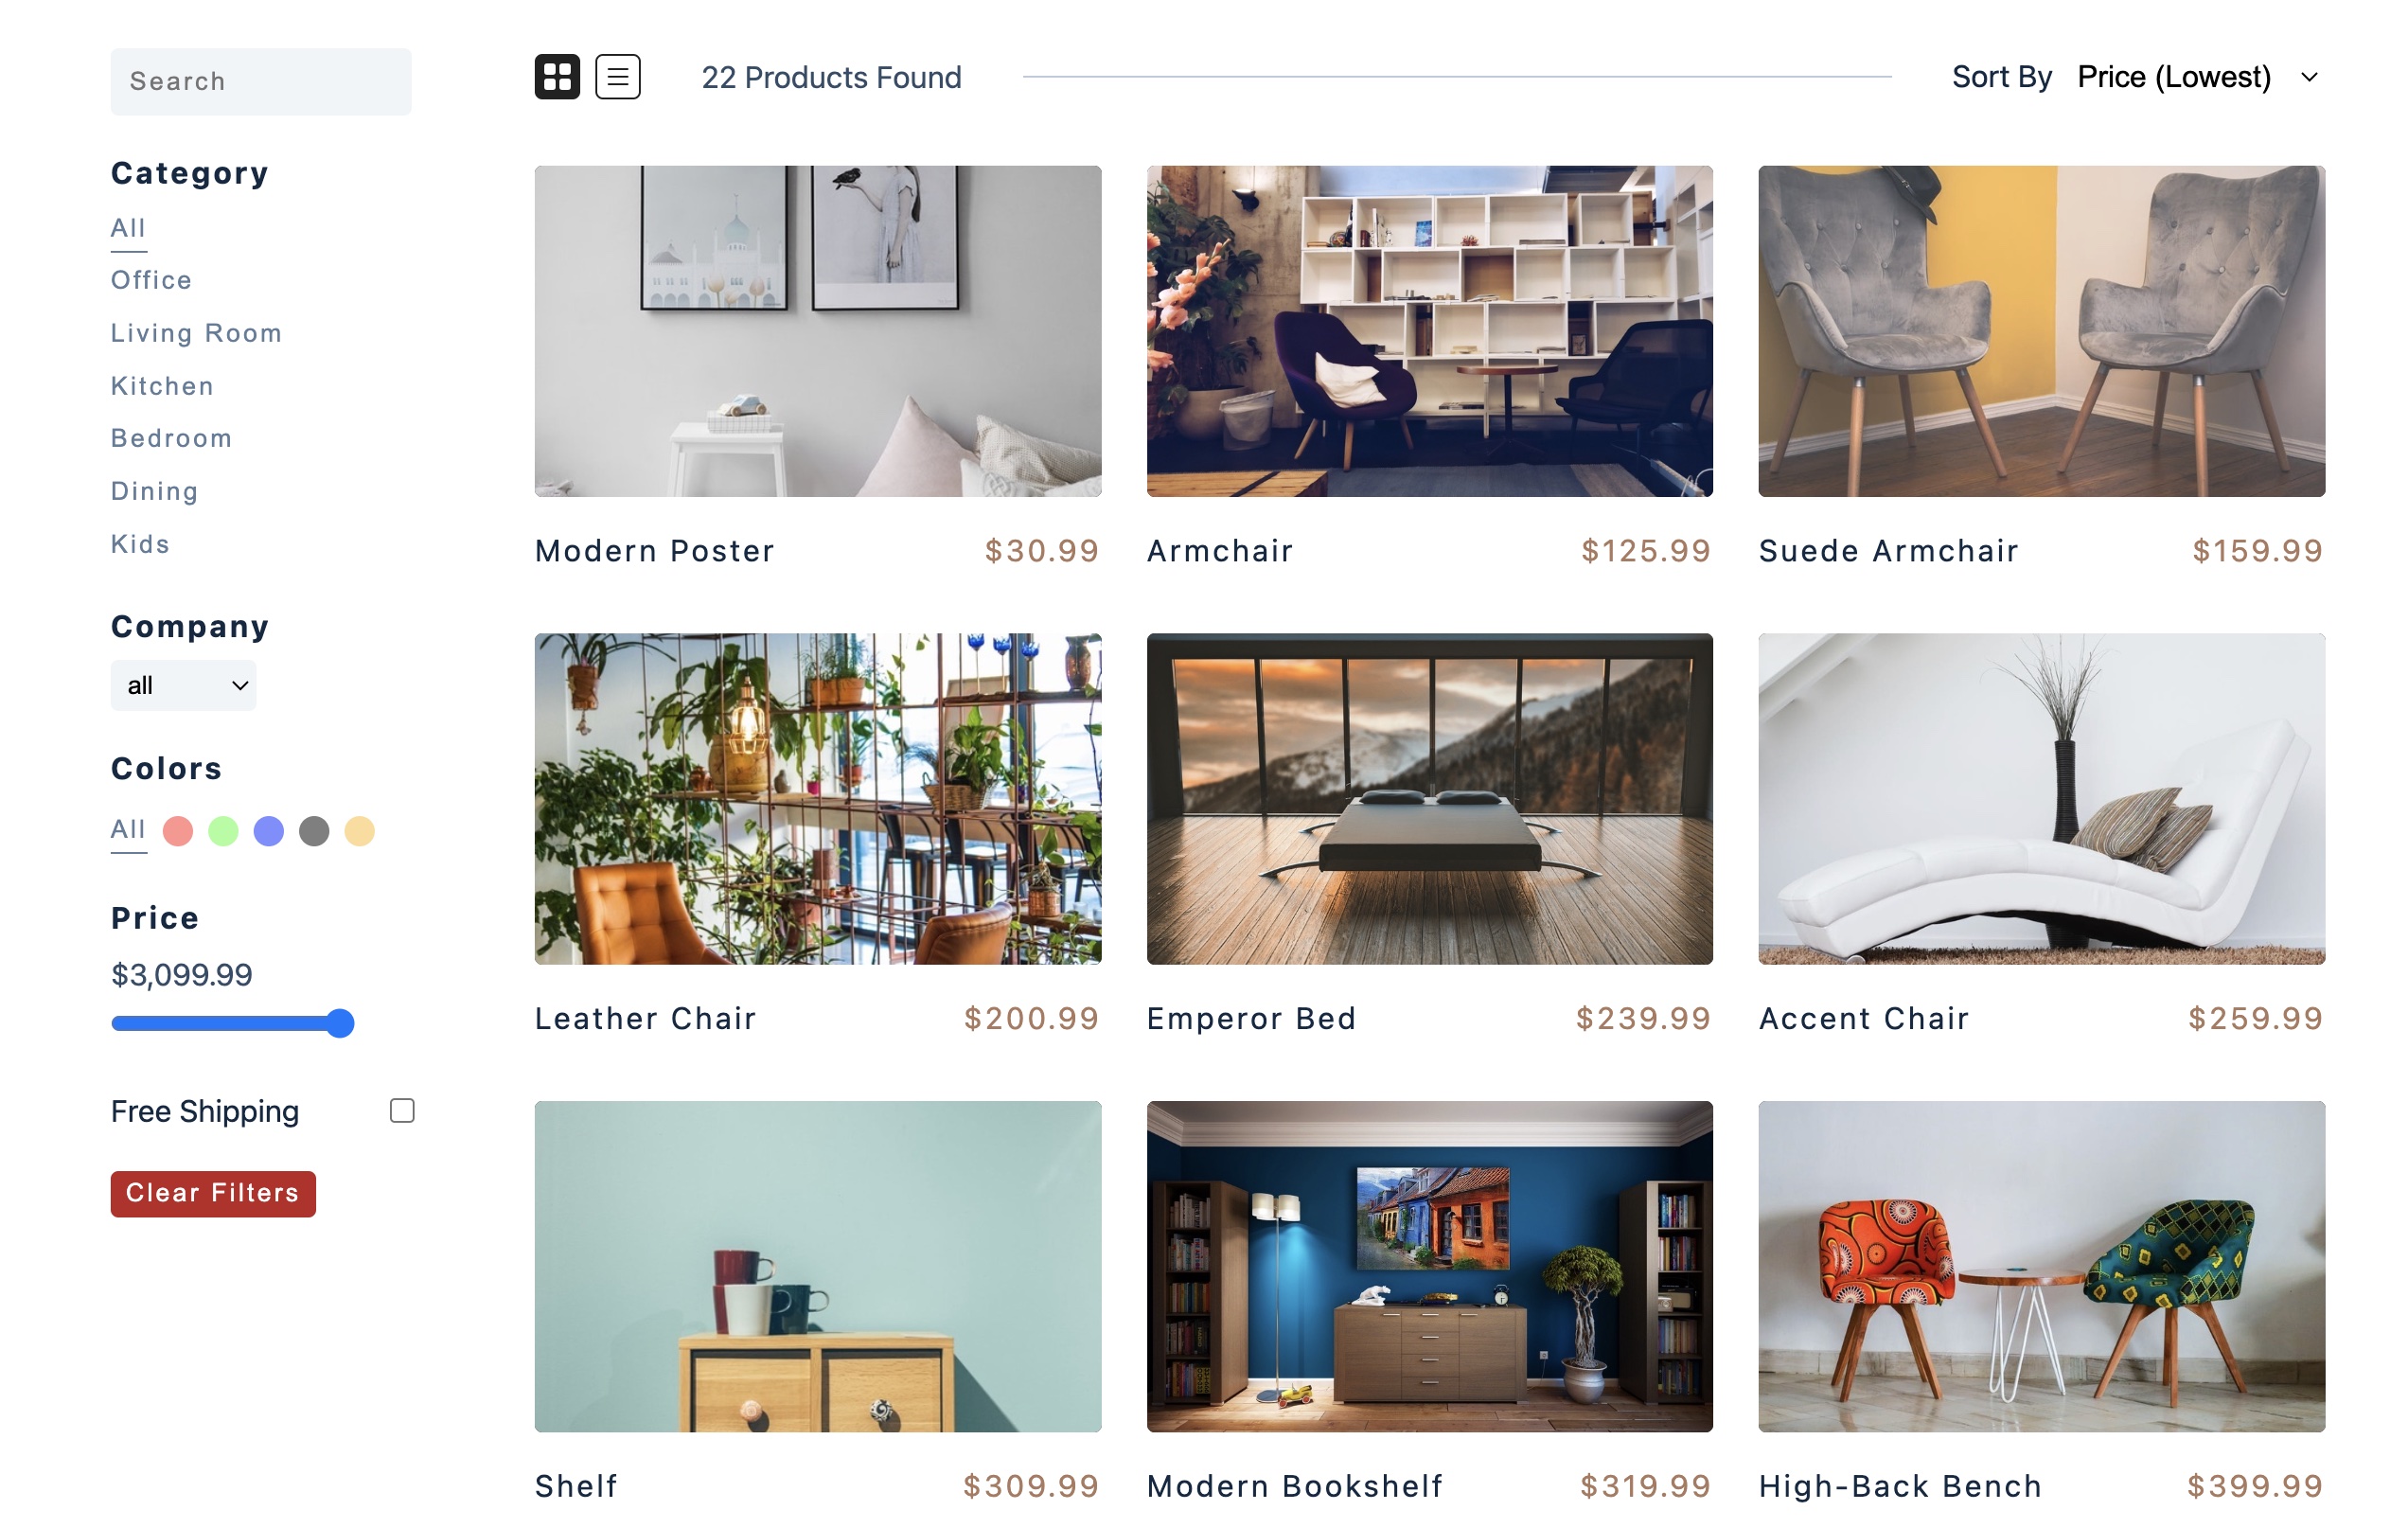 Search
Category
All
Office
Living Room
Kitchen
Bedroom
Dining
Kids
Company
all
Colors
All
Price
$3,099.99
Free Shipping
Clear Filters
22 Products Found
Sort By Price (Lowest)
Modern Poster $30.99
Armchair $125.99
Suede Armchair $159.99
Leather Chair $200.99
Emperor Bed $239.99
Accent Chair $259.99
Shelf $309.99
Modern Bookshelf $319.99
High-Back Bench $399.99